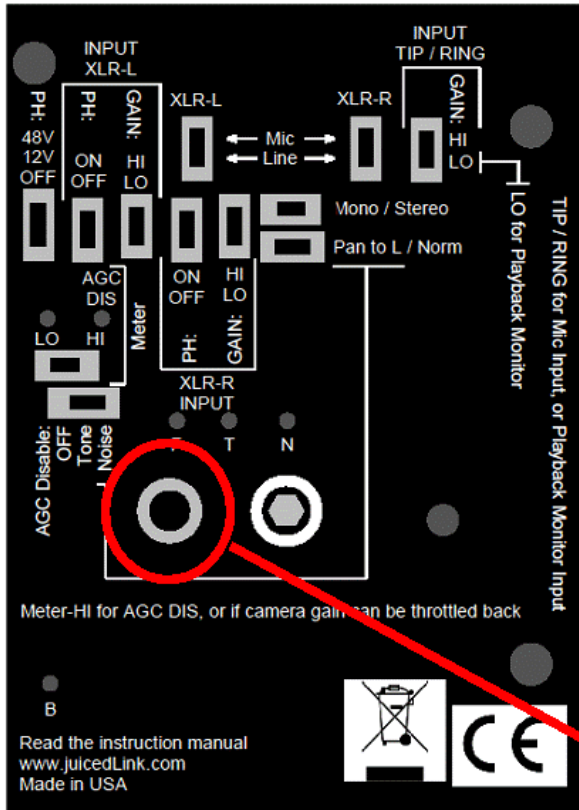 INPUT
XLR-L
INPUT
TIP / RING
PH:
48V
12V
OFF
PH:
ON
OFF
GAIN:
HI
LO
XLR-L
Mic
Line
XLR-R
GAIN:
HI
LO
Mono / Stereo
Pan to L / Norm
LO for Playback Monitor
TIP / RING for Mic Input, or Playback Monitor Input
AGC
DIS
LO HI
Meter
ON
OFF
PH:
HI
LO
GAIN:
XLR-R
INPUT
T N
AGC Disable:
OFF
Tone
Noise
Meter-HI for AGC DIS, or if camera gain can be throttled back
B
Read the instruction manual
www.juicedLink.com
Made in USA
CE